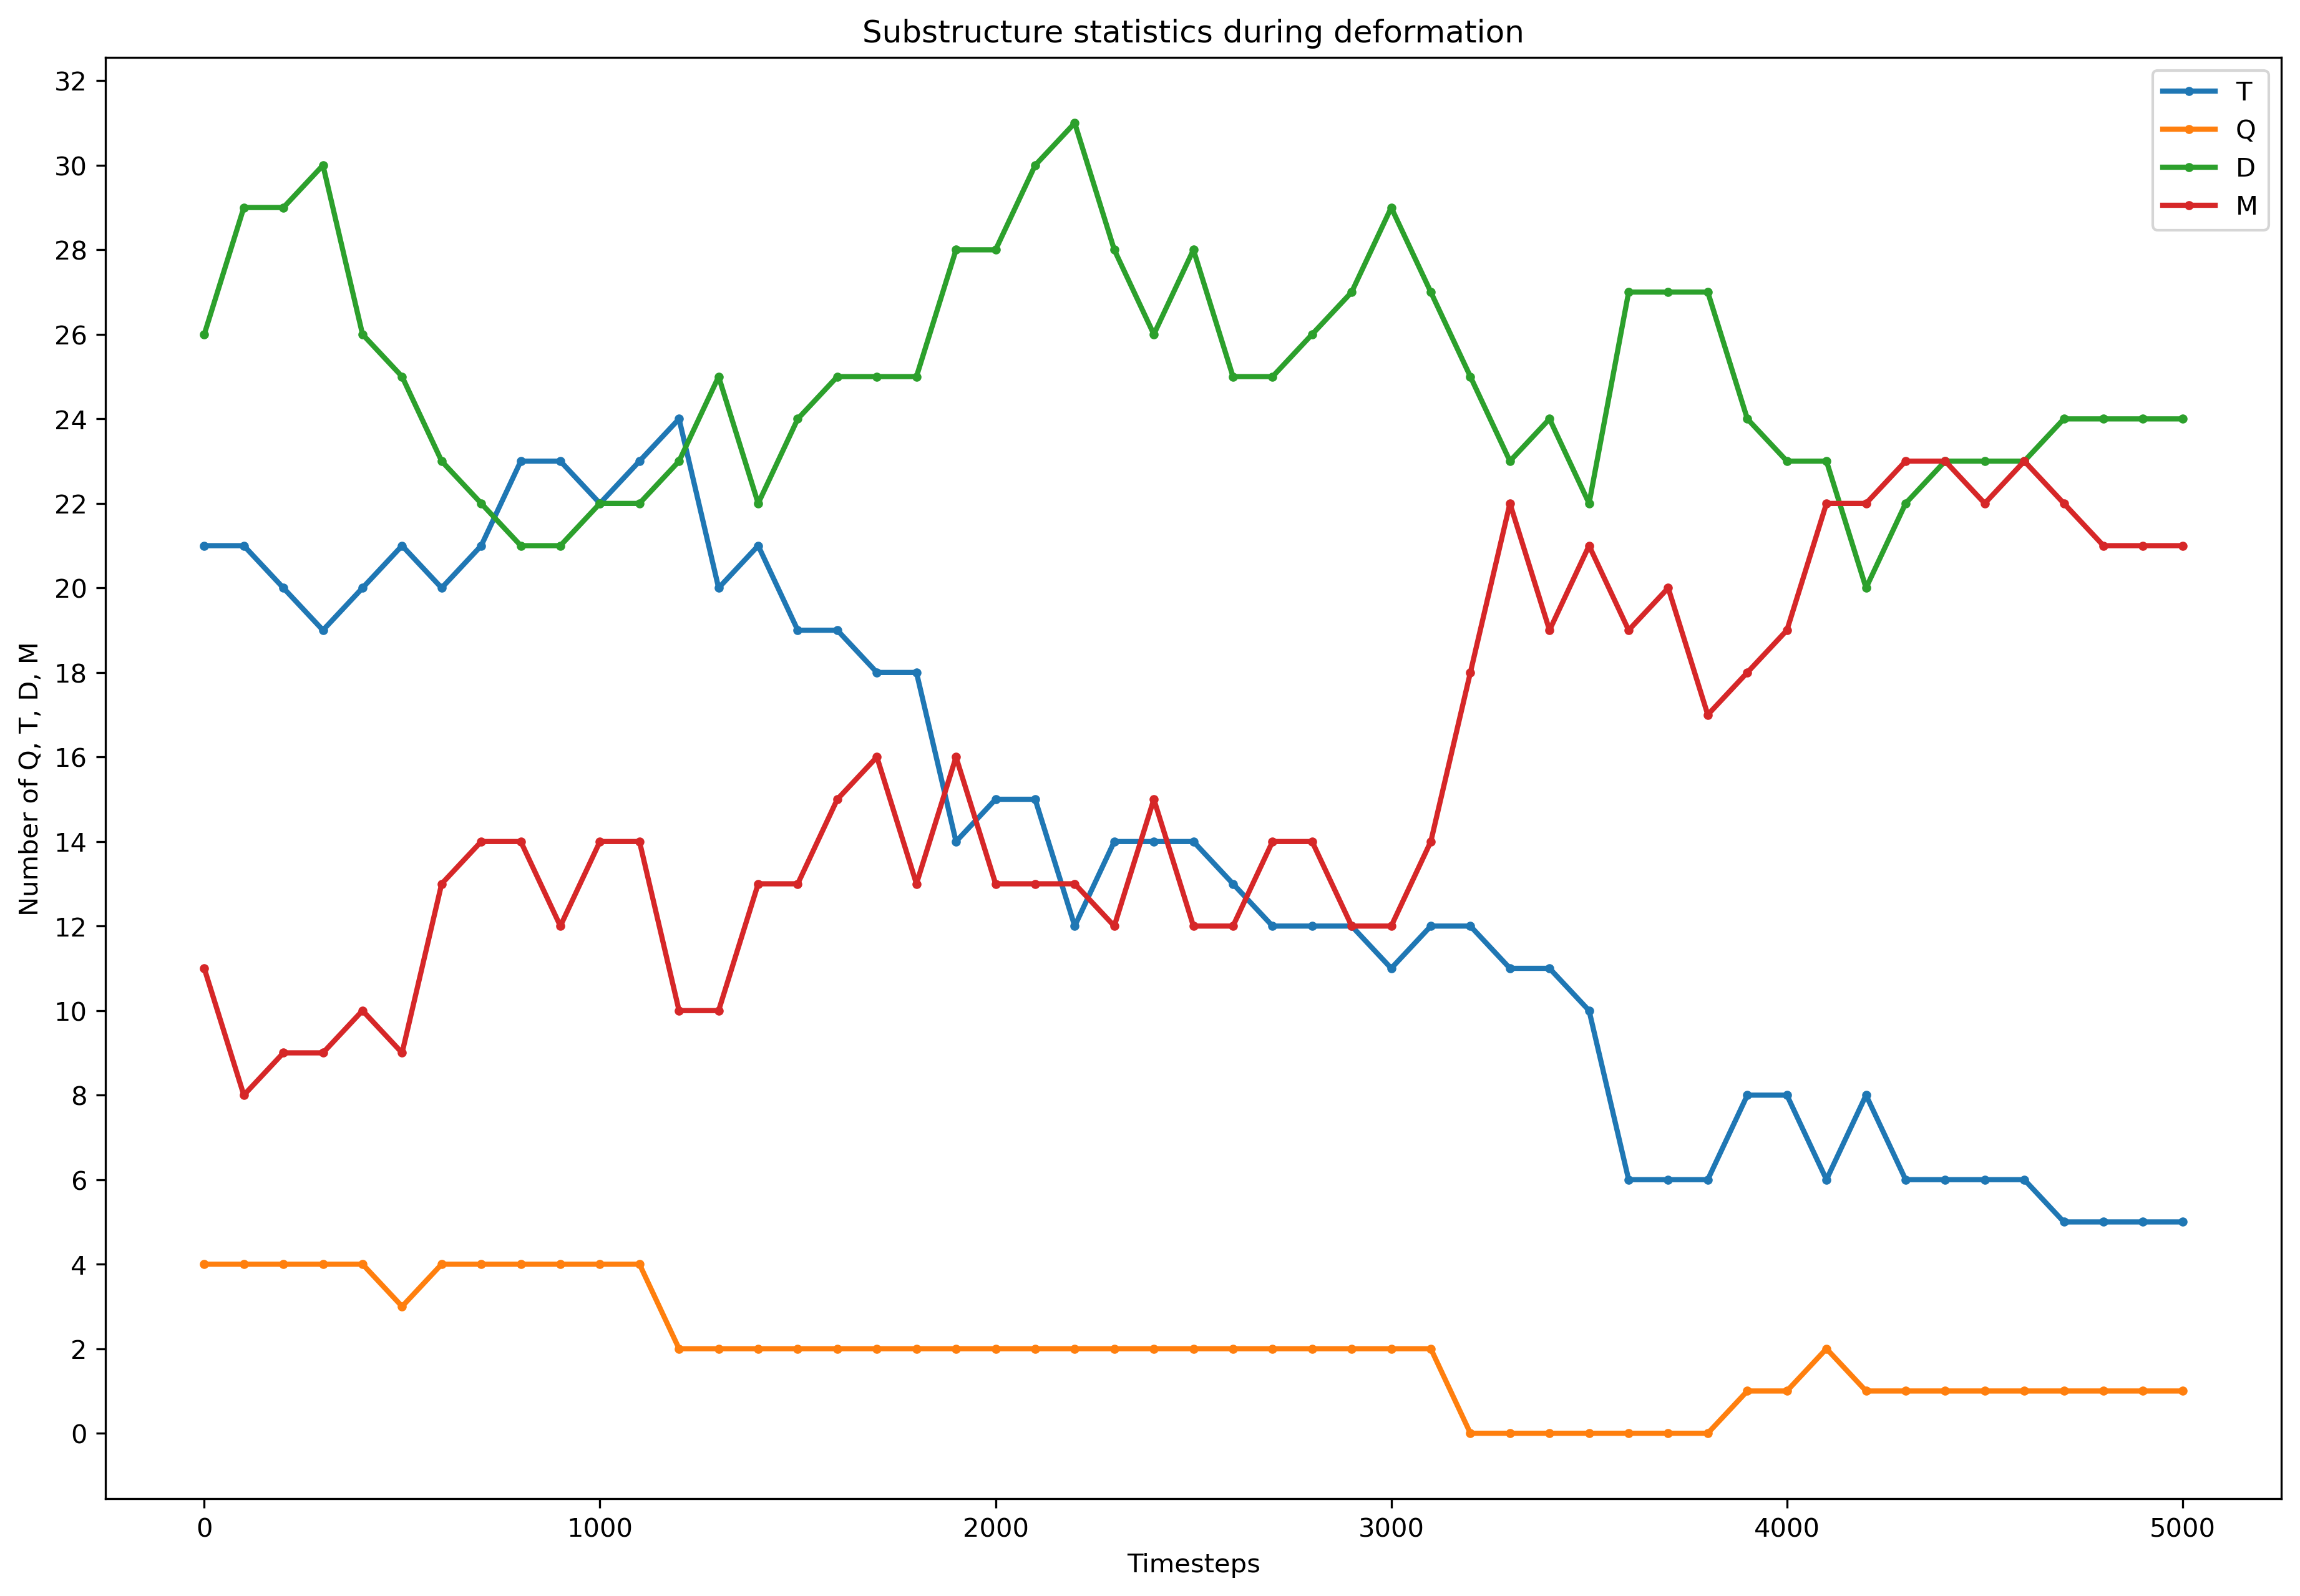 Substructure statistics during deformation
32
30
28
26
24
22
20
18
16
14
12
10
8
6
4
2
0
Number of Q, T, D, M
T
Q
D
M
0 1000 2000 3000 4000 5000
Timesteps